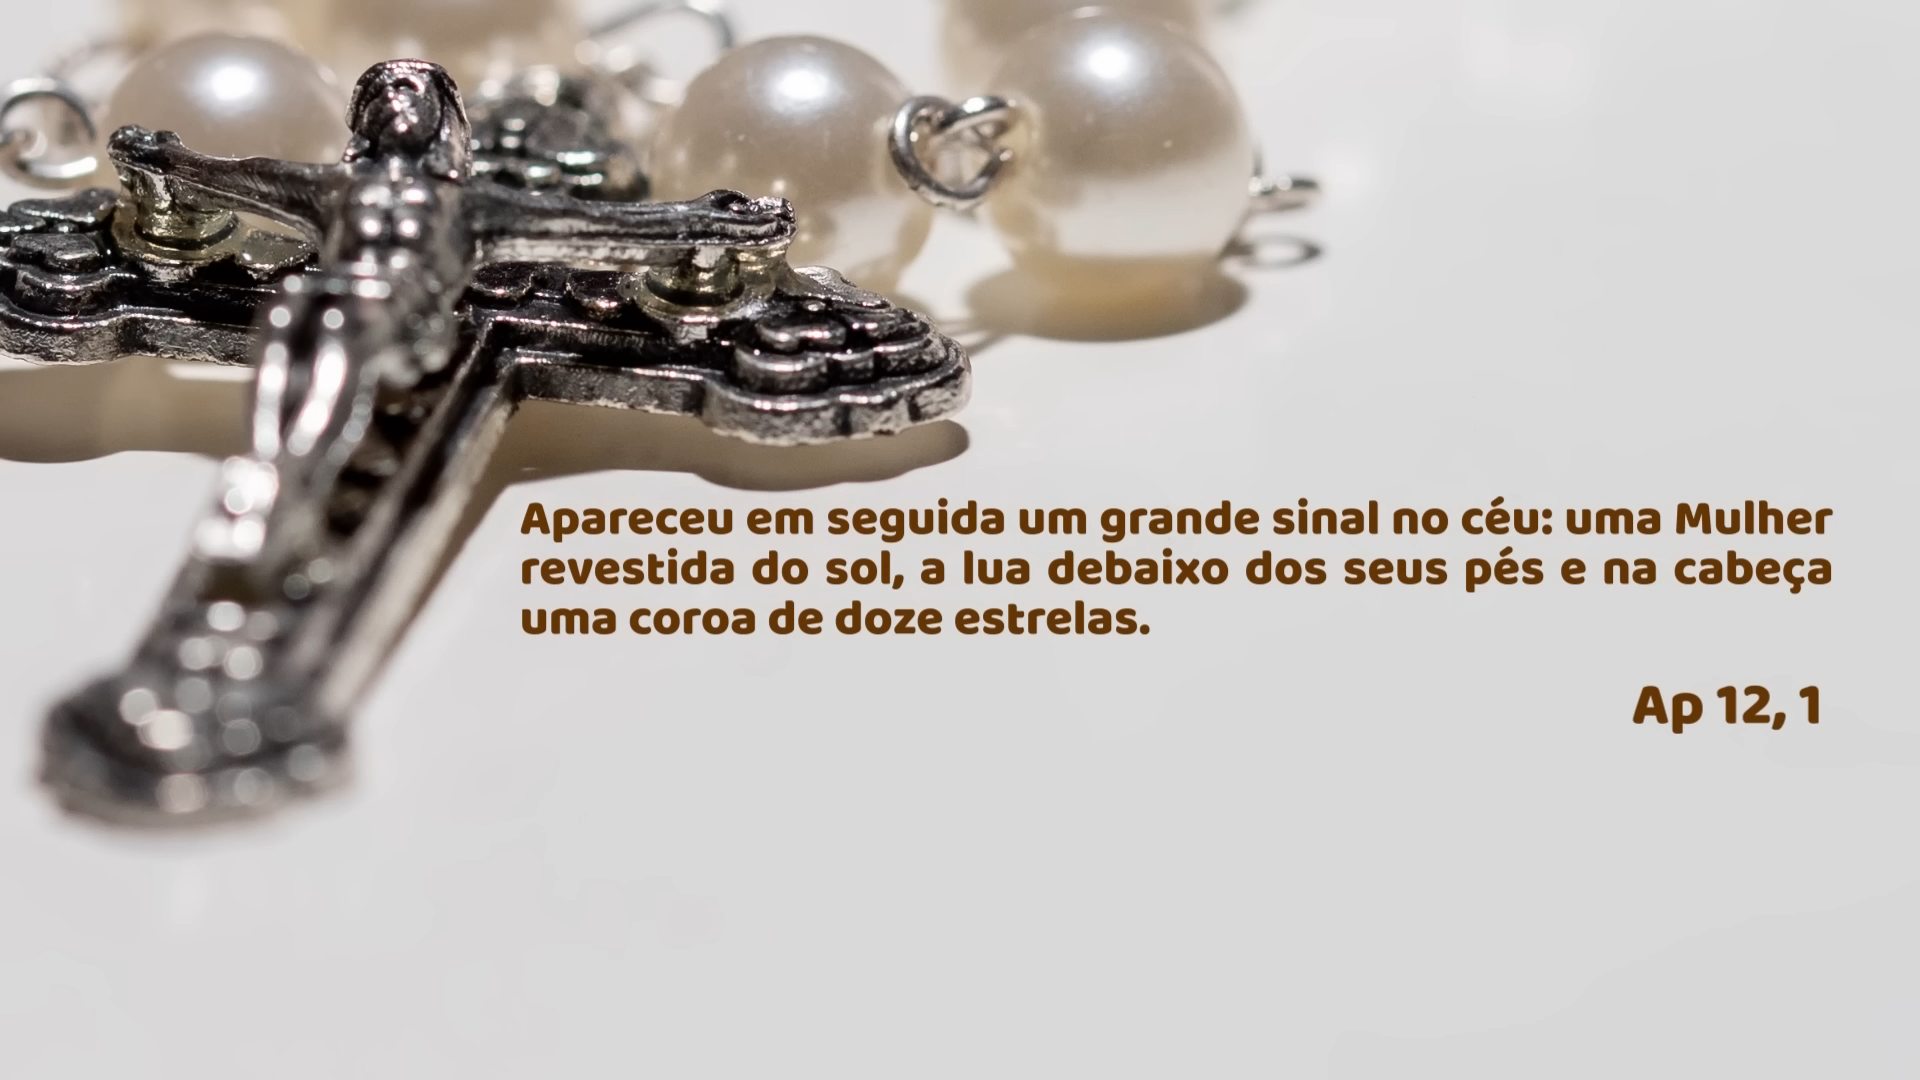 Apareceu em seguida um grande sinal no céu: uma Mulher
revestida do sol, a lua debaixo dos seus pés e na cabeça
uma coroa de doze estrelas.
Ap 12, 1